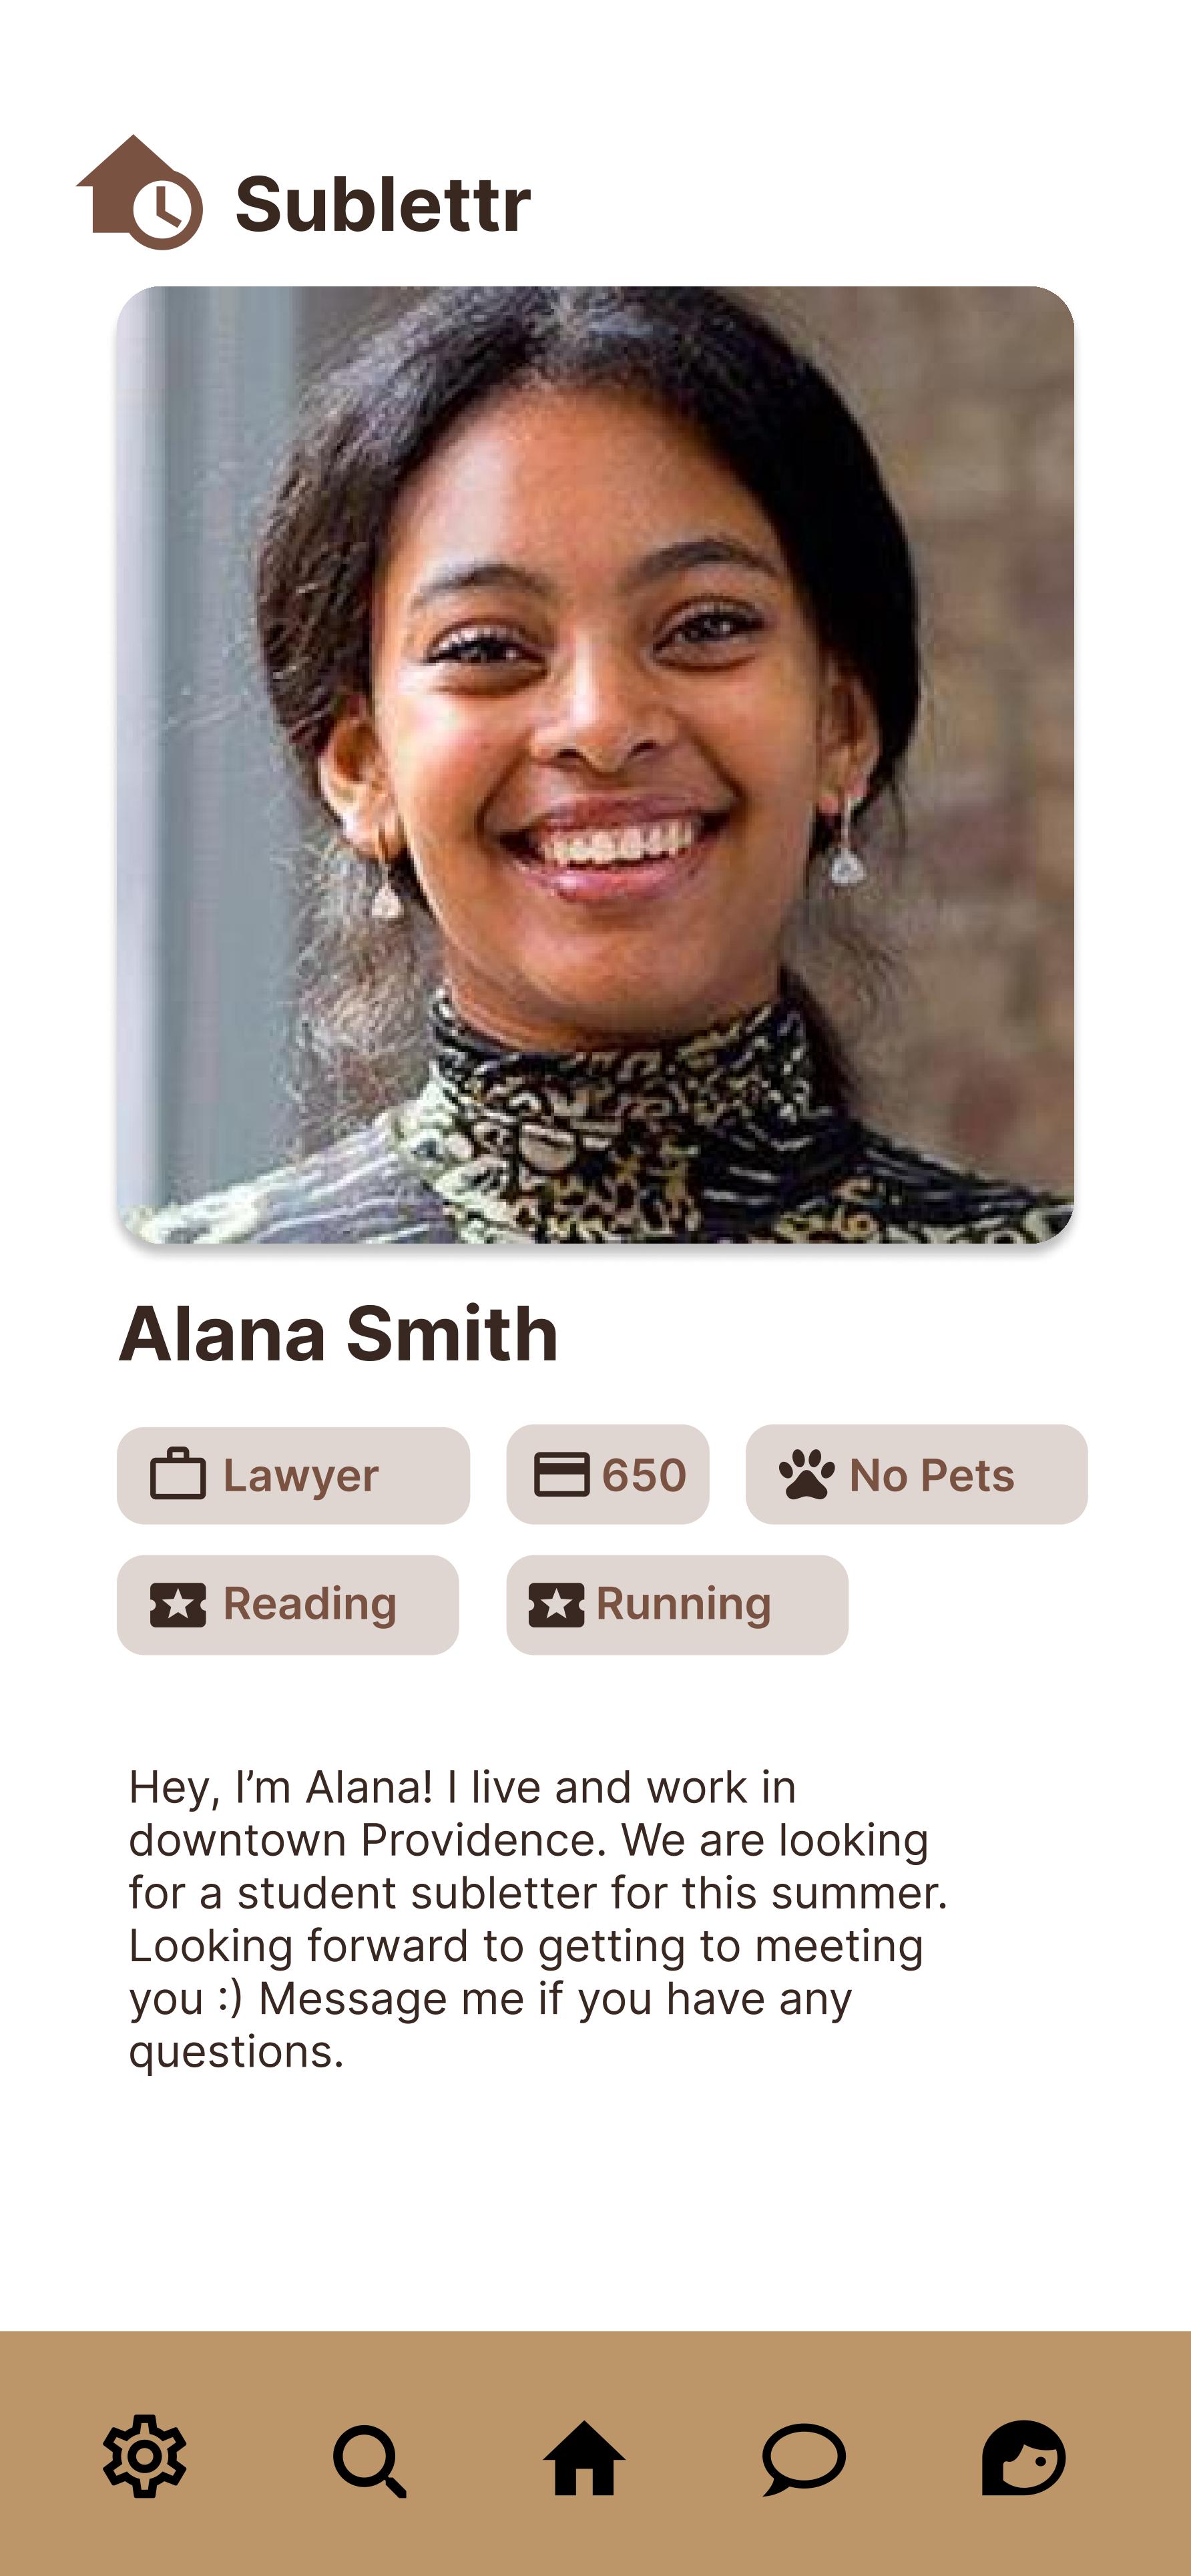 Sublettr
Alana Smith
Lawyer
650
No Pets
Reading
Running
Hey, I’m Alana! I live and work in
downtown Providence. We are looking
for a student subletter for this summer.
Looking forward to getting to meeting
you :) Message me if you have any
questions.